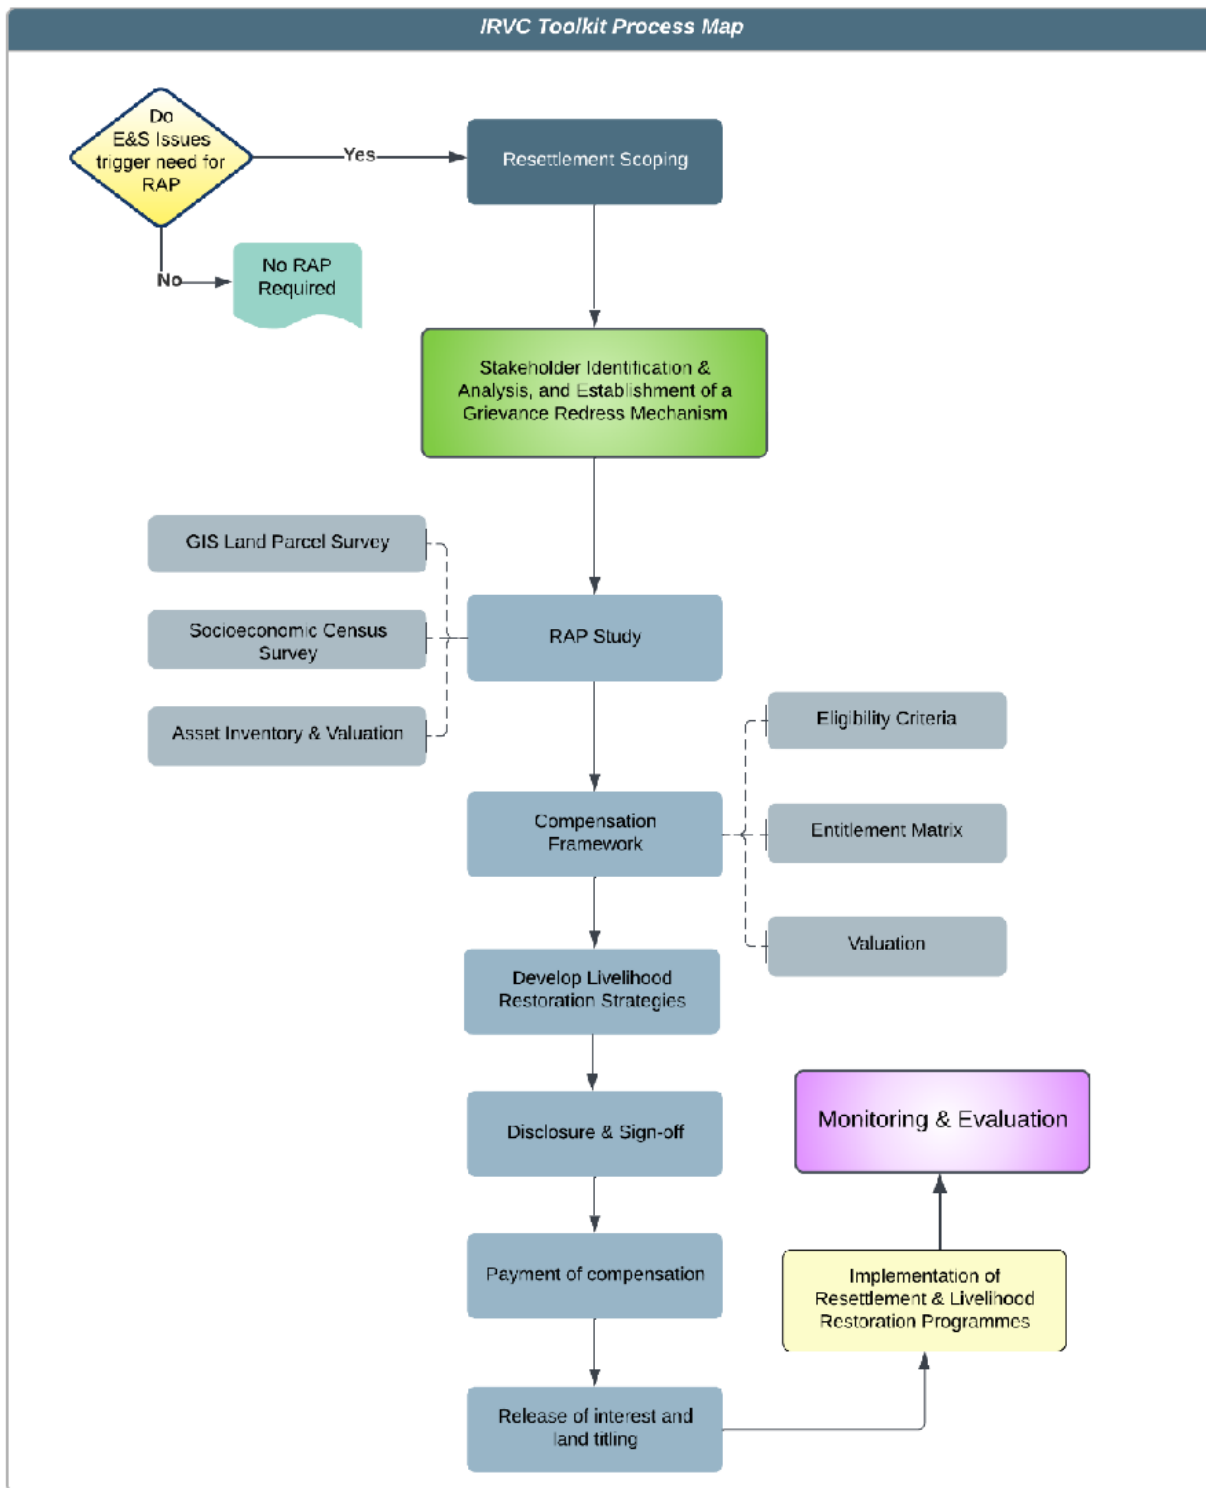 IRVC Toolkit Process Map
Do
E&S Issues
trigger need for
RAP
Yes
Resettlement Scoping
No
No RAP
Required
Stakeholder Identification &
Analysis, and Establishment of a
Grievance Redress Mechanism
GIS Land Parcel Survey
Socioeconomic Census
Survey
Asset Inventory & Valuation
RAP Study
Compensation
Framework
Eligibility Criteria
Entitlement Matrix
Valuation
Develop Livelihood
Restoration Strategies
Disclosure & Sign-off
Payment of compensation
Release of interest and
land titling
Implementation of
Resettlement & Livelihood
Restoration Programmes
Monitoring & Evaluation